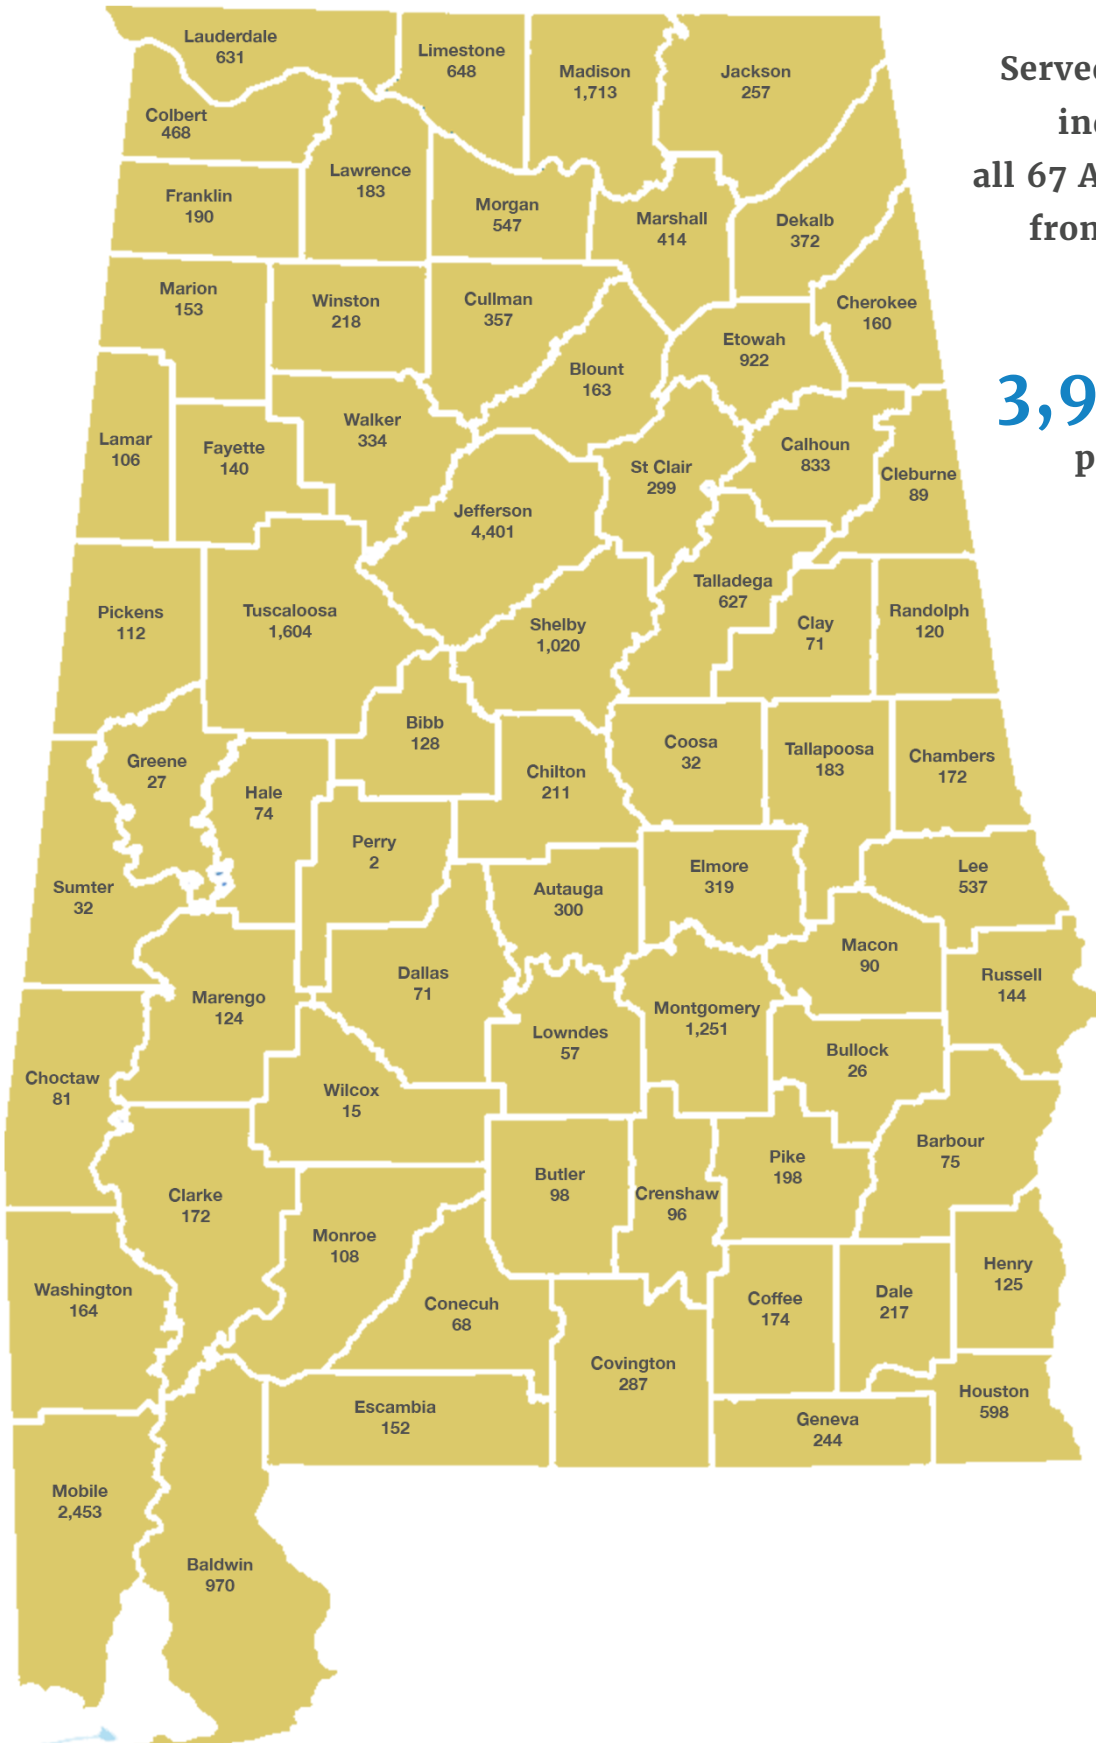 Lauderdale
631
Limestone
648
Madison
1,713
Jackson
257
Colbert
468
Lawrence
183
Franklin
190
Morgan
547
Marshall
414
Dekalb
372
Marion
153
Winston
218
Cullman
357
Cherokee
160
Etowah
922
Blount
163
Walker
334
Lamar
106
Fayette
140
St Clair
299
Calhoun
833
Cleburne
89
Jefferson
4,401
Talladega
627
Pickens
112
Tuscaloosa
1,604
Shelby
1,020
Clay
71
Randolph
120
Bibb
128
Greene
27
Hale
74
Chilton
211
Coosa
32
Tallapoosa
183
Chambers
172
Perry
2
Sumter
32
Autauga
300
Elmore
319
Lee
537
Macon
90
Dallas
71
Marengo
124
Montgomery
1,251
Russell
144
Lowndes
57
Bullock
26
Choctaw
81
Wilcox
15
Barbour
75
Butler
98
Crenshaw
96
Pike
198
Clarke
172
Monroe
108
Washington
164
Conecuh
68
Coffee
174
Dale
217
Henry
125
Covington
287
Escambia
152
Geneva
244
Houston
598
Mobile
2,453
Baldwin
970
Served
in
all 67 A
from
3,9
p